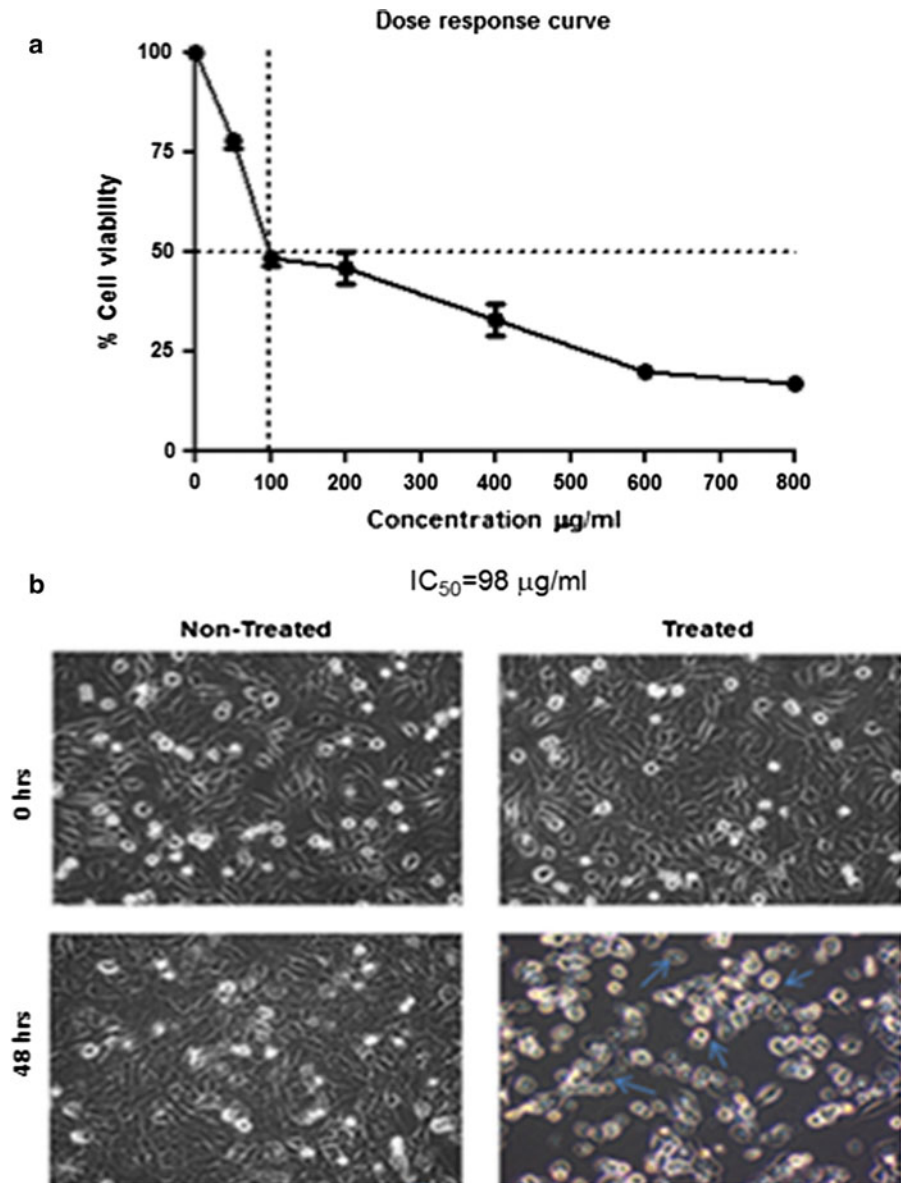 Dose response curve
a
100
75
50
25
0
% Cell viability
0 100 200 300 400 500 600 700 800
Concentration µg/ml
b
IC50=98 µg/ml
Non-Treated Treated
0 hrs
48 hrs